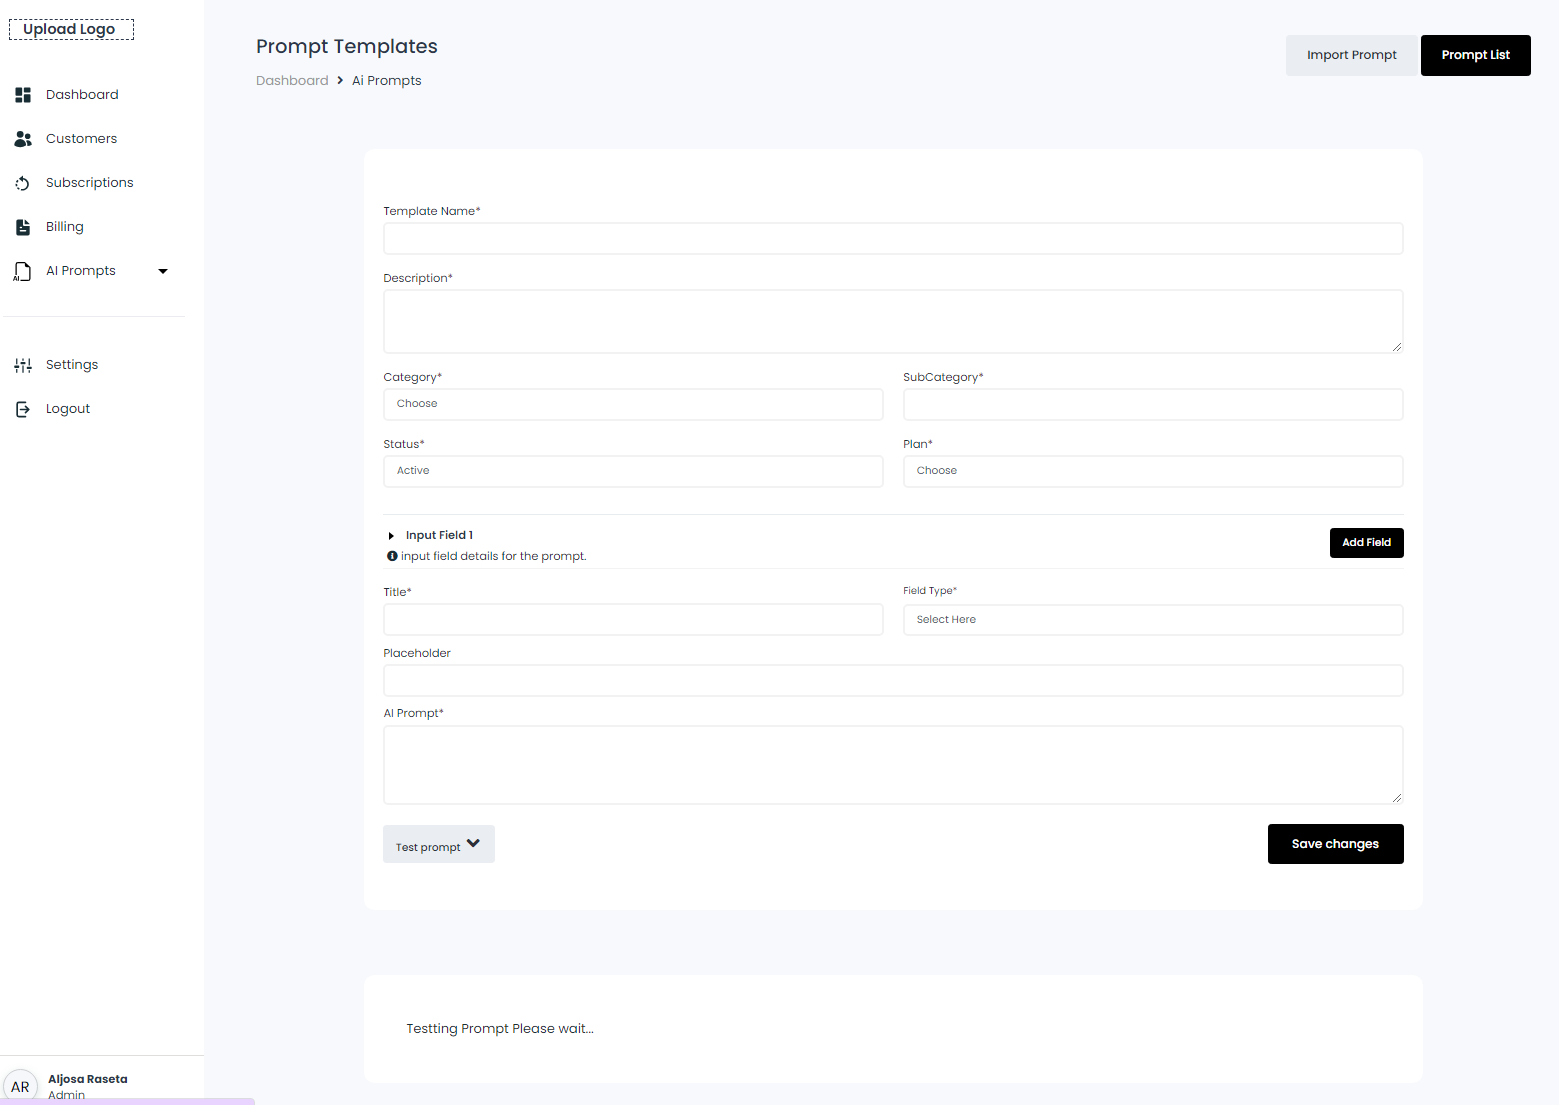 Upload Logo
Dashboard
Customers
Subscriptions
Billing
AI
AI Prompts
Settings
Logout
AR
Aljosa Raseta
Admin
Prompt Templates
Dashboard > Ai Prompts
Import Prompt
Prompt List
Template Name*
Description*
Category*
Choose
SubCategory*
Status*
Active
Plan*
Choose
Input Field 1
input field details for the prompt.
Add Field
Title*
Field Type*
Select Here
Placeholder
AI Prompt*
Test prompt
Save changes
Testting Prompt Please wait...